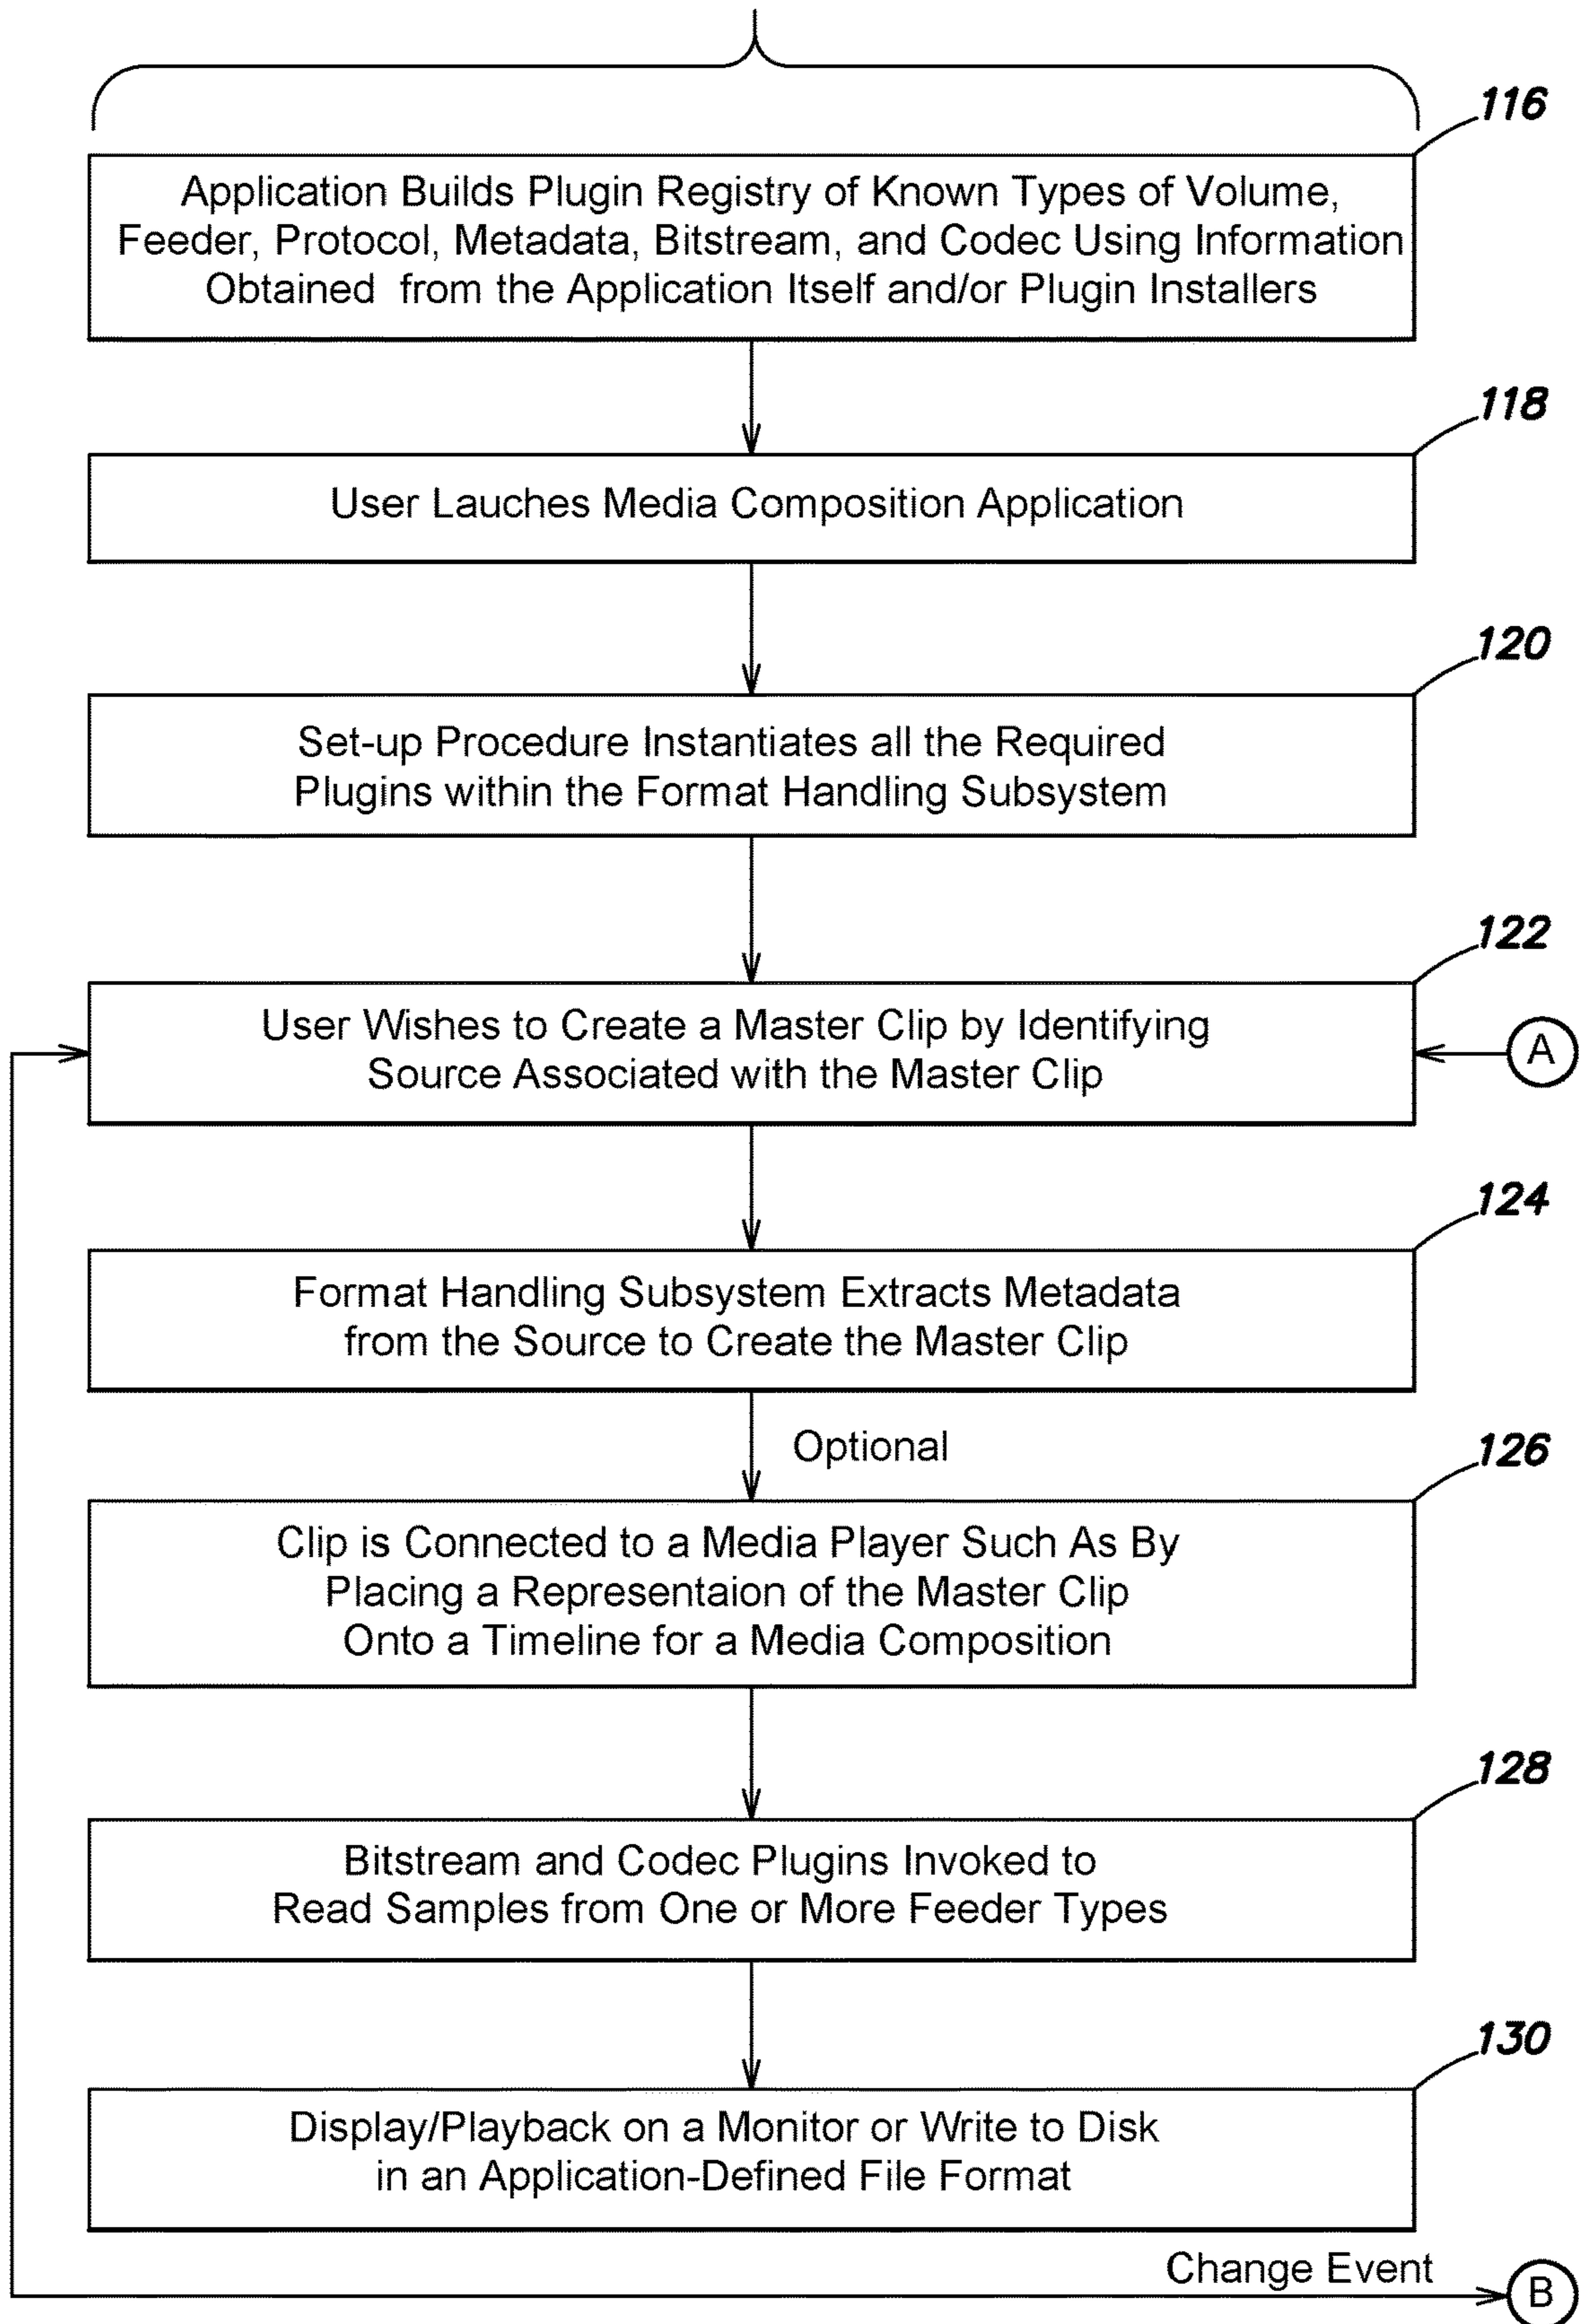 116
Application Builds Plugin Registry of Known Types of Volume,
Feeder, Protocol, Metadata, Bitstream, and Codec Using Information
Obtained from the Application Itself and/or Plugin Installers
118
User Lauches Media Composition Application
120
Set-up Procedure Instantiates all the Required
Plugins within the Format Handling Subsystem
122
User Wishes to Create a Master Clip by Identifying
Source Associated with the Master Clip
A
124
Format Handling Subsystem Extracts Metadata
from the Source to Create the Master Clip
Optional
126
Clip is Connected to a Media Player Such As By
Placing a Representaion of the Master Clip
Onto a Timeline for a Media Composition
128
Bitstream and Codec Plugins Invoked to
Read Samples from One or More Feeder Types
130
Display/Playback on a Monitor or Write to Disk
in an Application-Defined File Format
Change Event
B